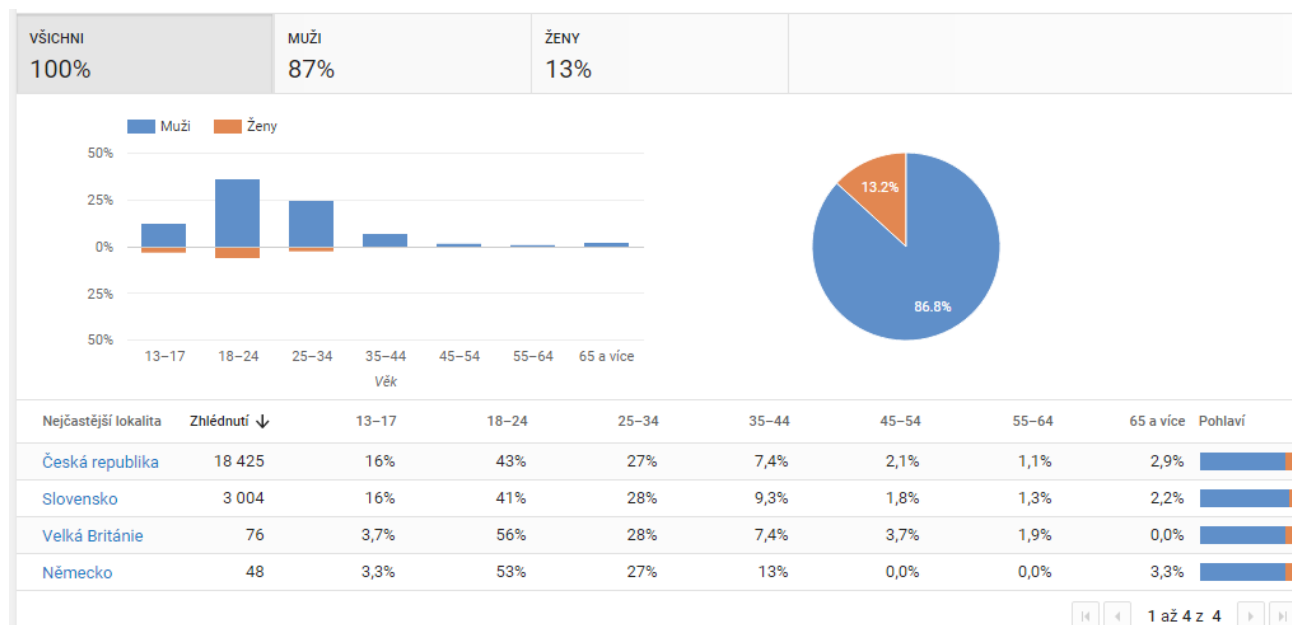 VŠICHNI MUŽI ŽENY
100% 87% 13%
Muži Ženy
50%
25%
0%
25%
50%
13–17 18–24 25–34 35–44 45–54 55–64 65 a více
Věk
13.2%
86.8%
Nejčastější lokalita Zhlédnutí ↓ 13–17 18–24 25–34 35–44 45–54 55–64 65 a více Pohlaví
Česká republika 18 425 16% 43% 27% 7,4% 2,1% 1,1% 2,9%
Slovensko 3 004 16% 41% 28% 9,3% 1,8% 1,3% 2,2%
Velká Británie 76 3,7% 56% 28% 7,4% 3,7% 1,9% 0,0%
Německo 48 3,3% 53% 27% 13% 0,0% 0,0% 3,3%
1 až 4 z 4